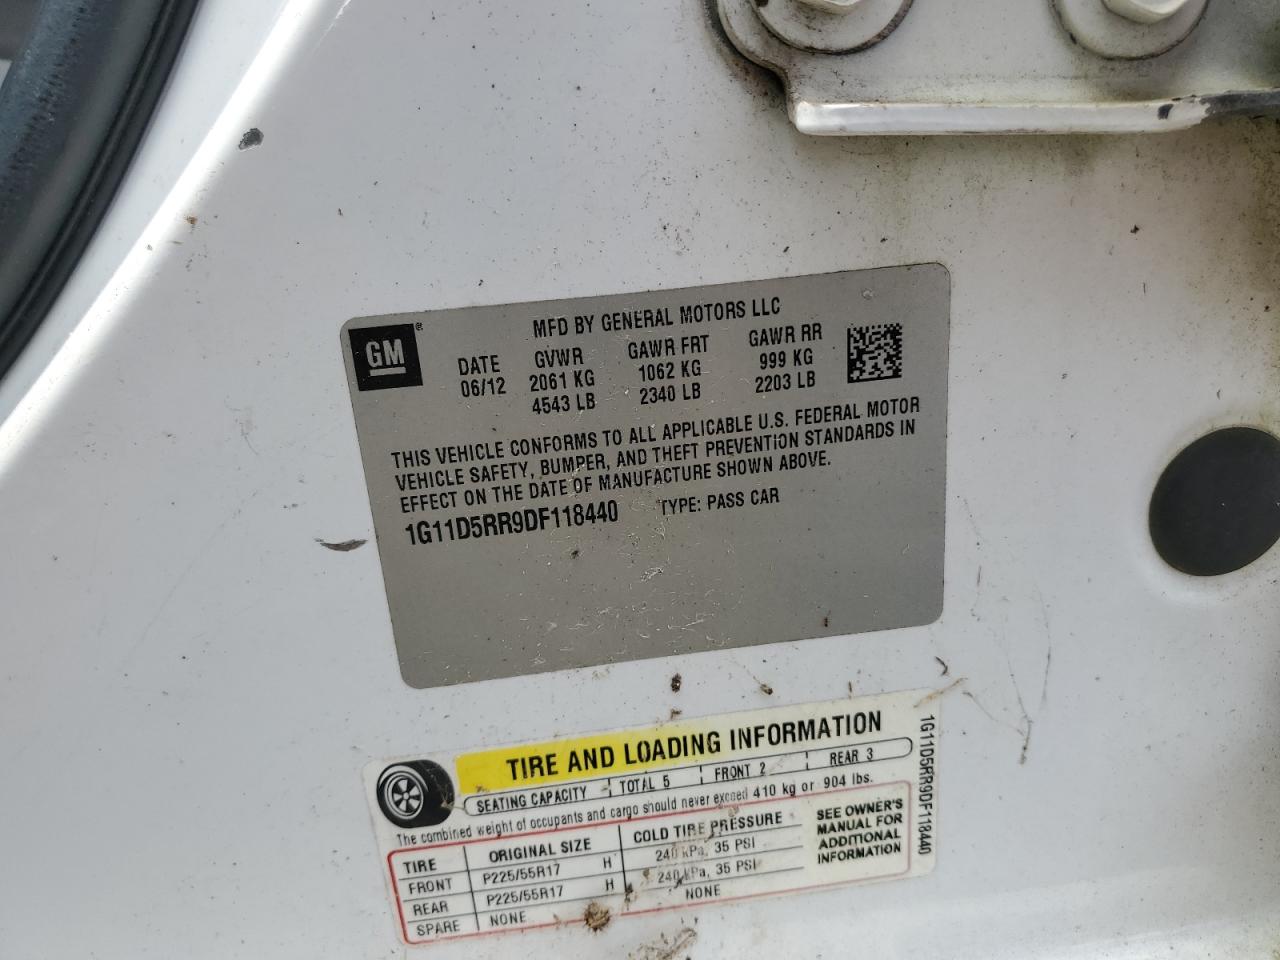 MFD BY GENERAL MOTORS LLC
GM®
DATE GVWR GAWR FRT GAWR RR
06/12 2061 KG 1062 KG 999 KG
4543 LB 2340 LB 2203 LB
THIS VEHICLE CONFORMS TO ALL APPLICABLE U.S. FEDERAL MOTOR
VEHICLE SAFETY, BUMPER, AND THEFT PREVENTION STANDARDS IN
EFFECT ON THE DATE OF MANUFACTURE SHOWN ABOVE.
1G11D5RR9DF118440 TYPE: PASS CAR
TIRE AND LOADING INFORMATION
SEATING CAPACITY TOTAL 5 FRONT 2 REAR 3
The combined weight of occupants and cargo should never exceed 410 kg or 904 lbs.
TIRE ORIGINAL SIZE COLD TIRE PRESSURE
FRONT P225/55R17 H 240 kPa, 35 PSI
REAR P225/55R17 H 240 kPa, 35 PSI
SPARE NONE NONE
SEE OWNER'S
MANUAL FOR
ADDITIONAL
INFORMATION
1G11D5RR9DF118440